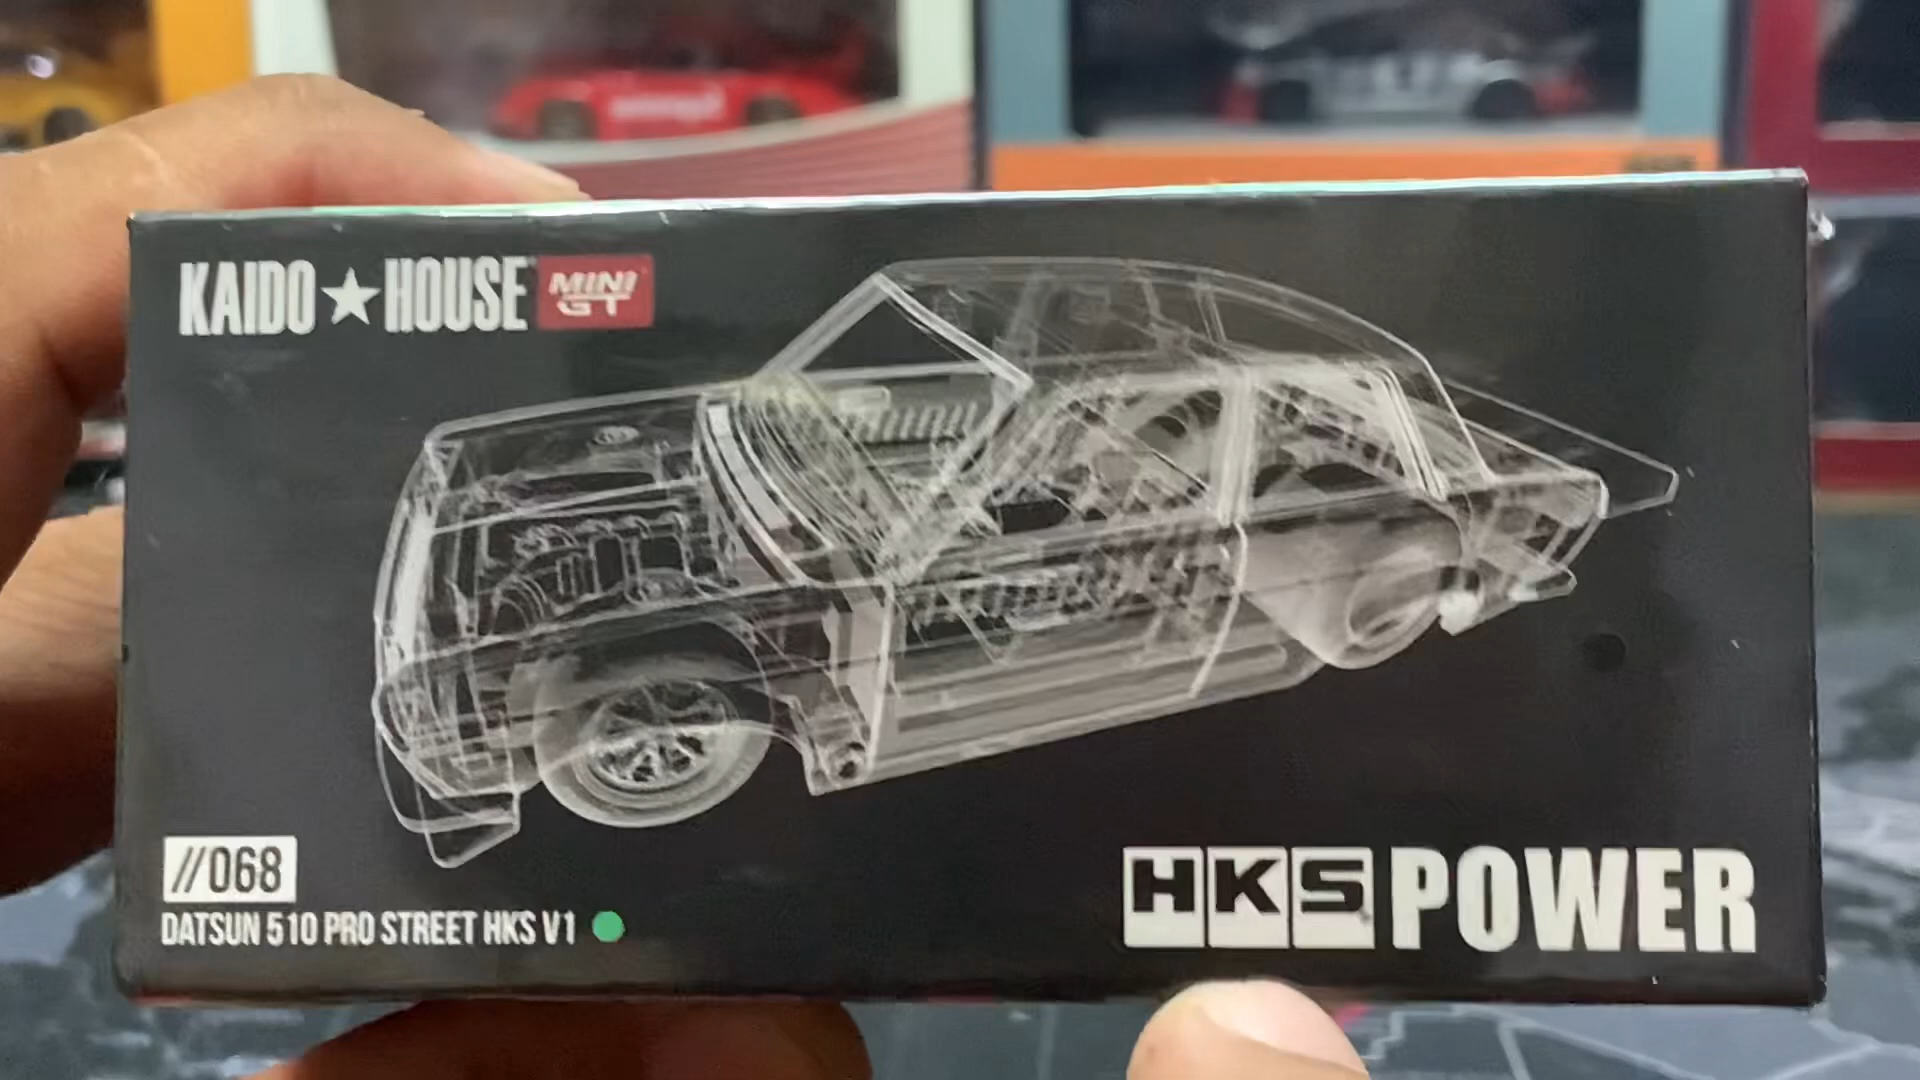 KAIDO★HOUSE MINI GT
//068
DATSUN 510 PRO STREET HKS V1
HKS POWER